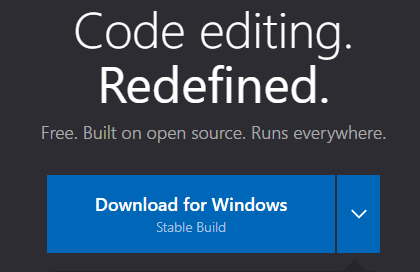 Code editing.
Redefined.
Free. Built on open source. Runs everywhere.
Download for Windows
Stable Build